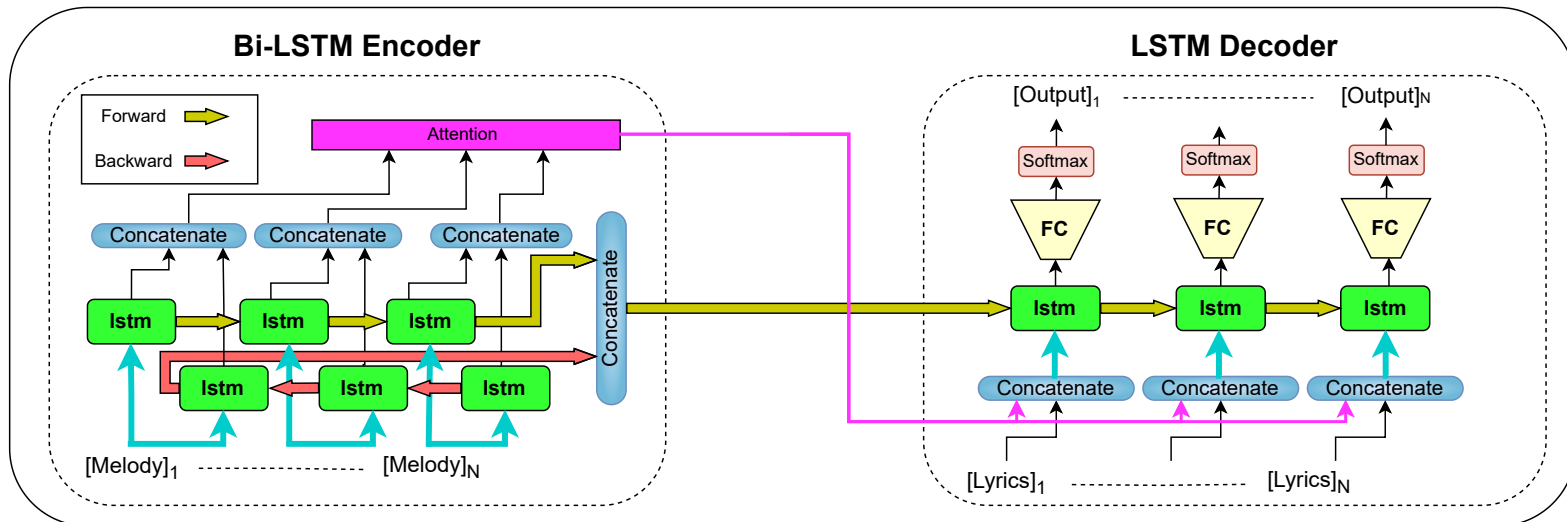 Bi-LSTM Encoder
LSTM Decoder
Forward
Backward
Attention
Concatenate
Concatenate
Concatenate
Concatenate
lstm
lstm
lstm
lstm
lstm
lstm
[Melody]1
[Melody]N
[Output]1
[Output]N
Softmax
Softmax
Softmax
FC
FC
FC
lstm
lstm
lstm
Concatenate
Concatenate
Concatenate
[Lyrics]1
[Lyrics]N